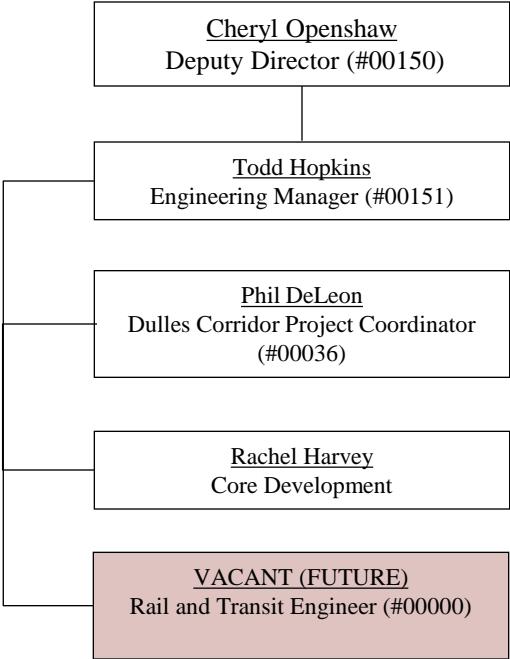 Cheryl Openshaw
Deputy Director (#00150)
Todd Hopkins
Engineering Manager (#00151)
Phil DeLeon
Dulles Corridor Project Coordinator
(#00036)
Rachel Harvey
Core Development
VACANT (FUTURE)
Rail and Transit Engineer (#00000)